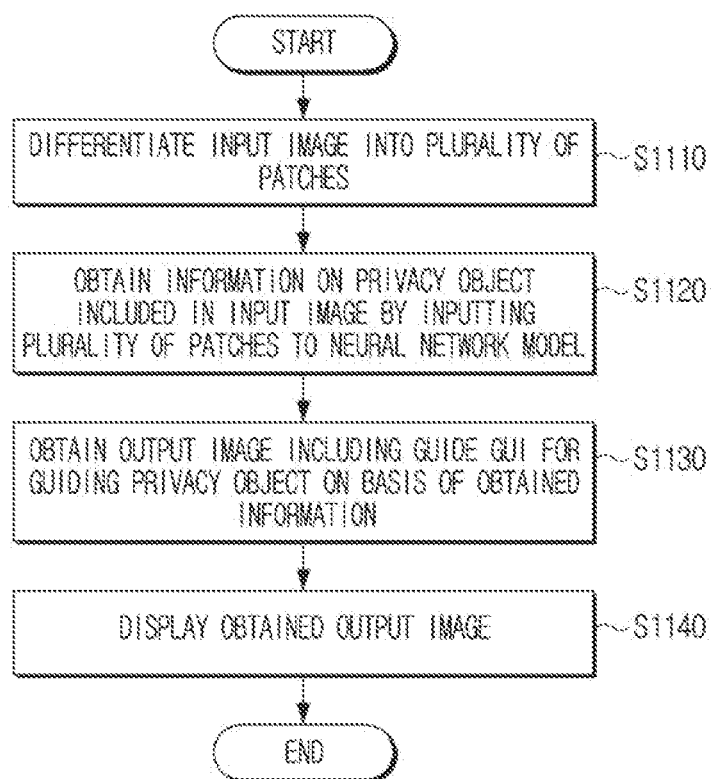 START
DIFFERENTIATE INPUT IMAGE INTO PLURALITY OF
PATCHES
S1110
OBTAIN INFORMATION ON PRIVACY OBJECT
INCLUDED IN INPUT IMAGE BY INPUTTING
PLURALITY OF PATCHES TO NEURAL NETWORK MODEL
S1120
OBTAIN OUTPUT IMAGE INCLUDING GUIDE GUI FOR
GUIDING PRIVACY OBJECT ON BASIS OF OBTAINED
INFORMATION
S1130
DISPLAY OBTAINED OUTPUT IMAGE
S1140
END